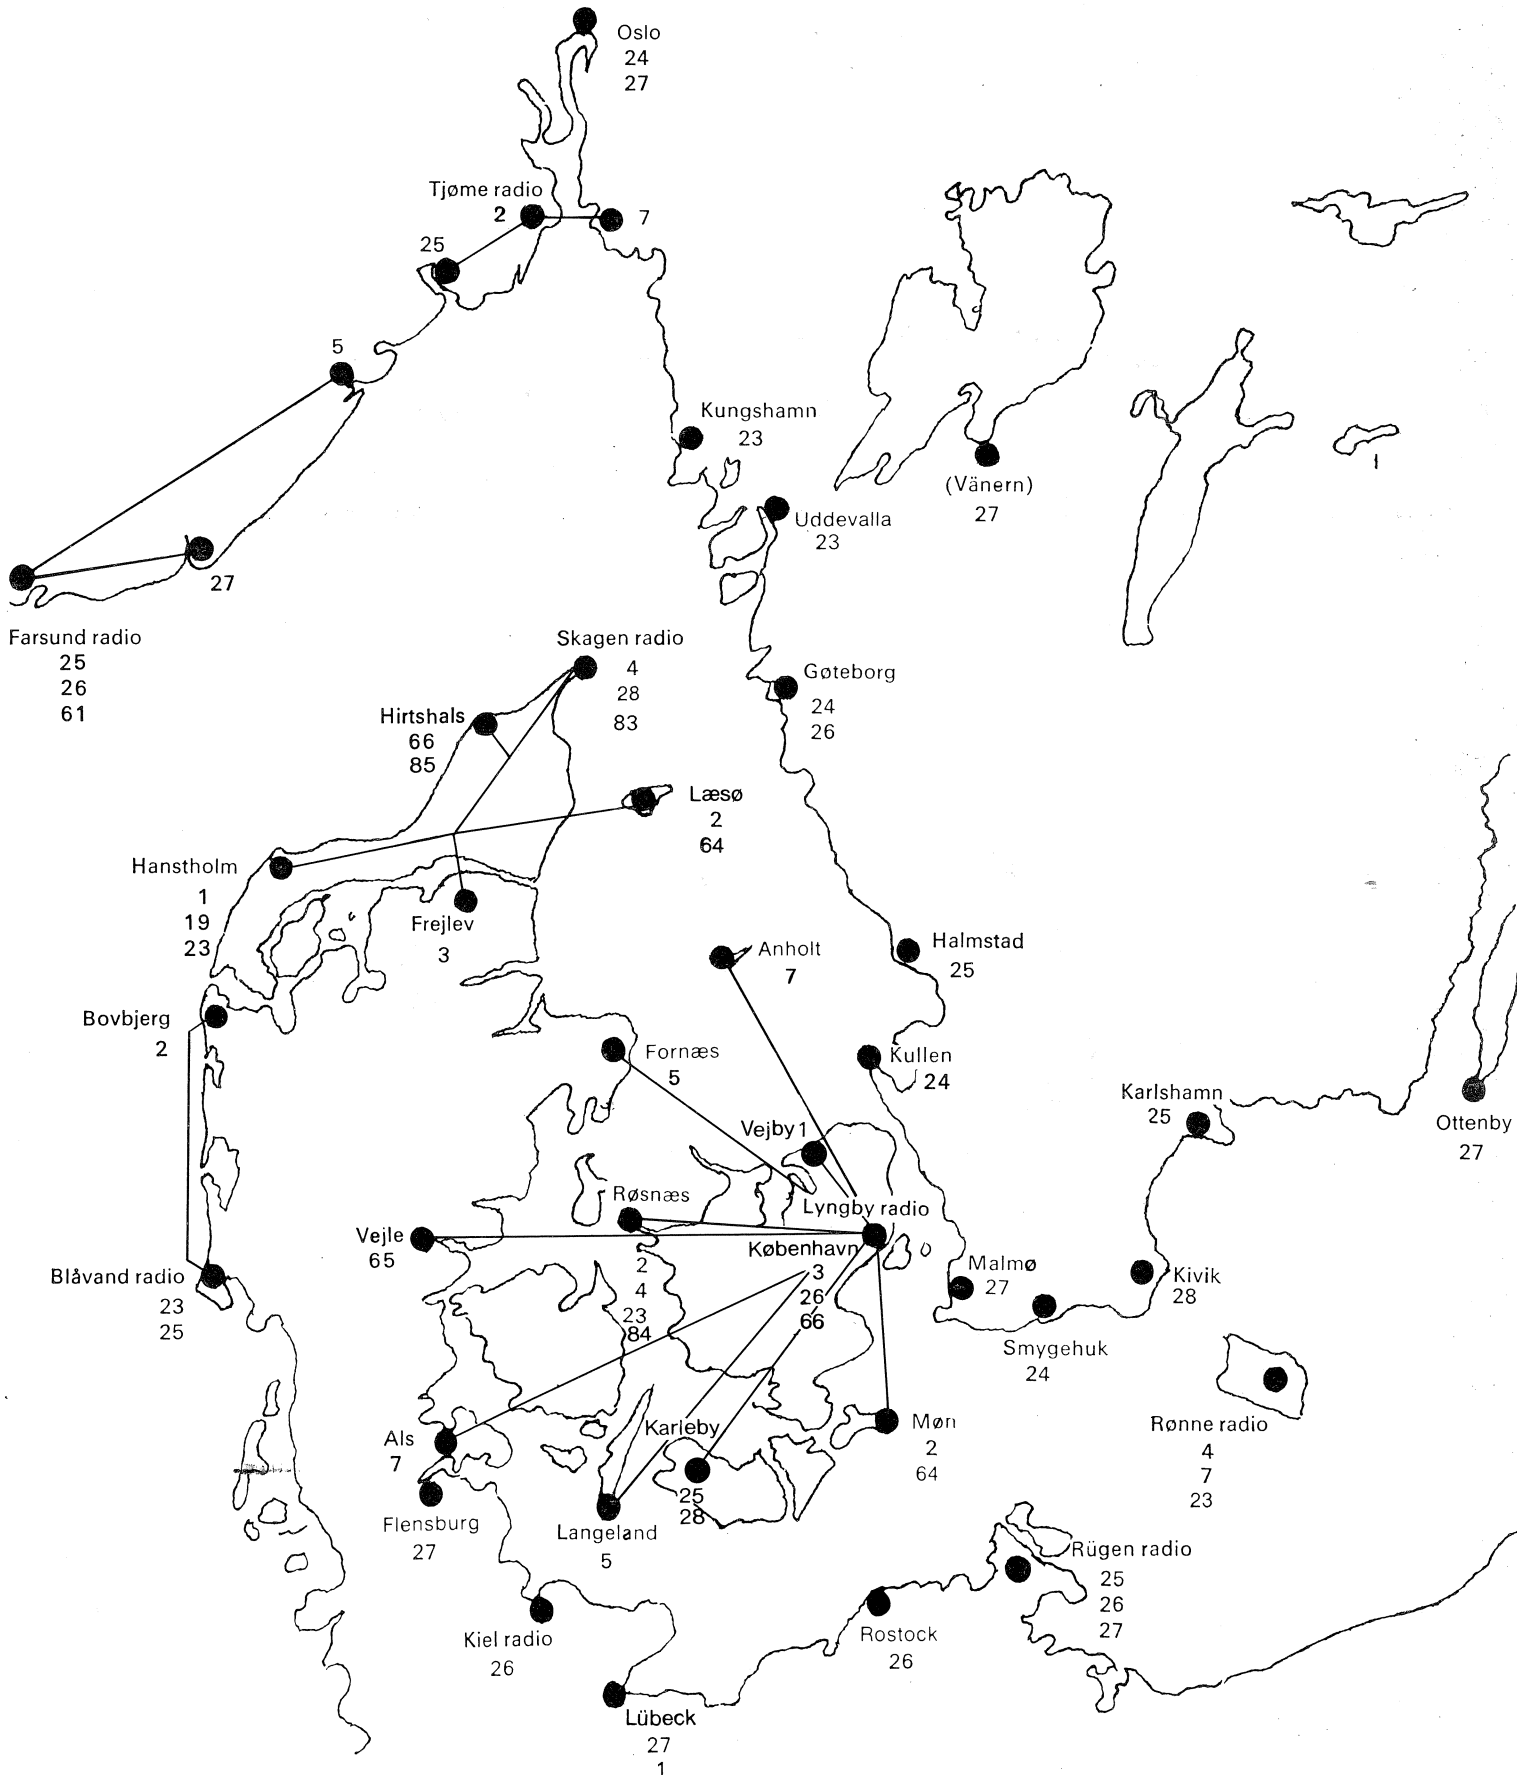 Oslo
24
27
Tjøme radio
2
7
25
5
Kungshamn
23
(Vänern)
27
Uddevalla
23
27
Farsund radio
25
26
61
Skagen radio
4
28
83
Hirtshals
66
85
Gøteborg
24
26
Læsø
2
64
Hanstholm
1
19
23
Frejlev
3
Anholt
7
Halmstad
25
Bovbjerg
2
Fornæs
5
Kullen
24
Karlshamn
25
Ottenby
27
Vejby 1
Røsnæs
2
4
23
84
Lyngby radio
København
3
26
66
Vejle
65
Blåvand radio
23
25
Malmø
27
Kivik
28
Smygehuk
24
Rønne radio
4
7
23
Møn
2
64
Karleby
25
28
Als
7
Flensburg
27
Langeland
5
Rügen radio
25
26
27
Kiel radio
26
Rostock
26
Lübeck
27
1